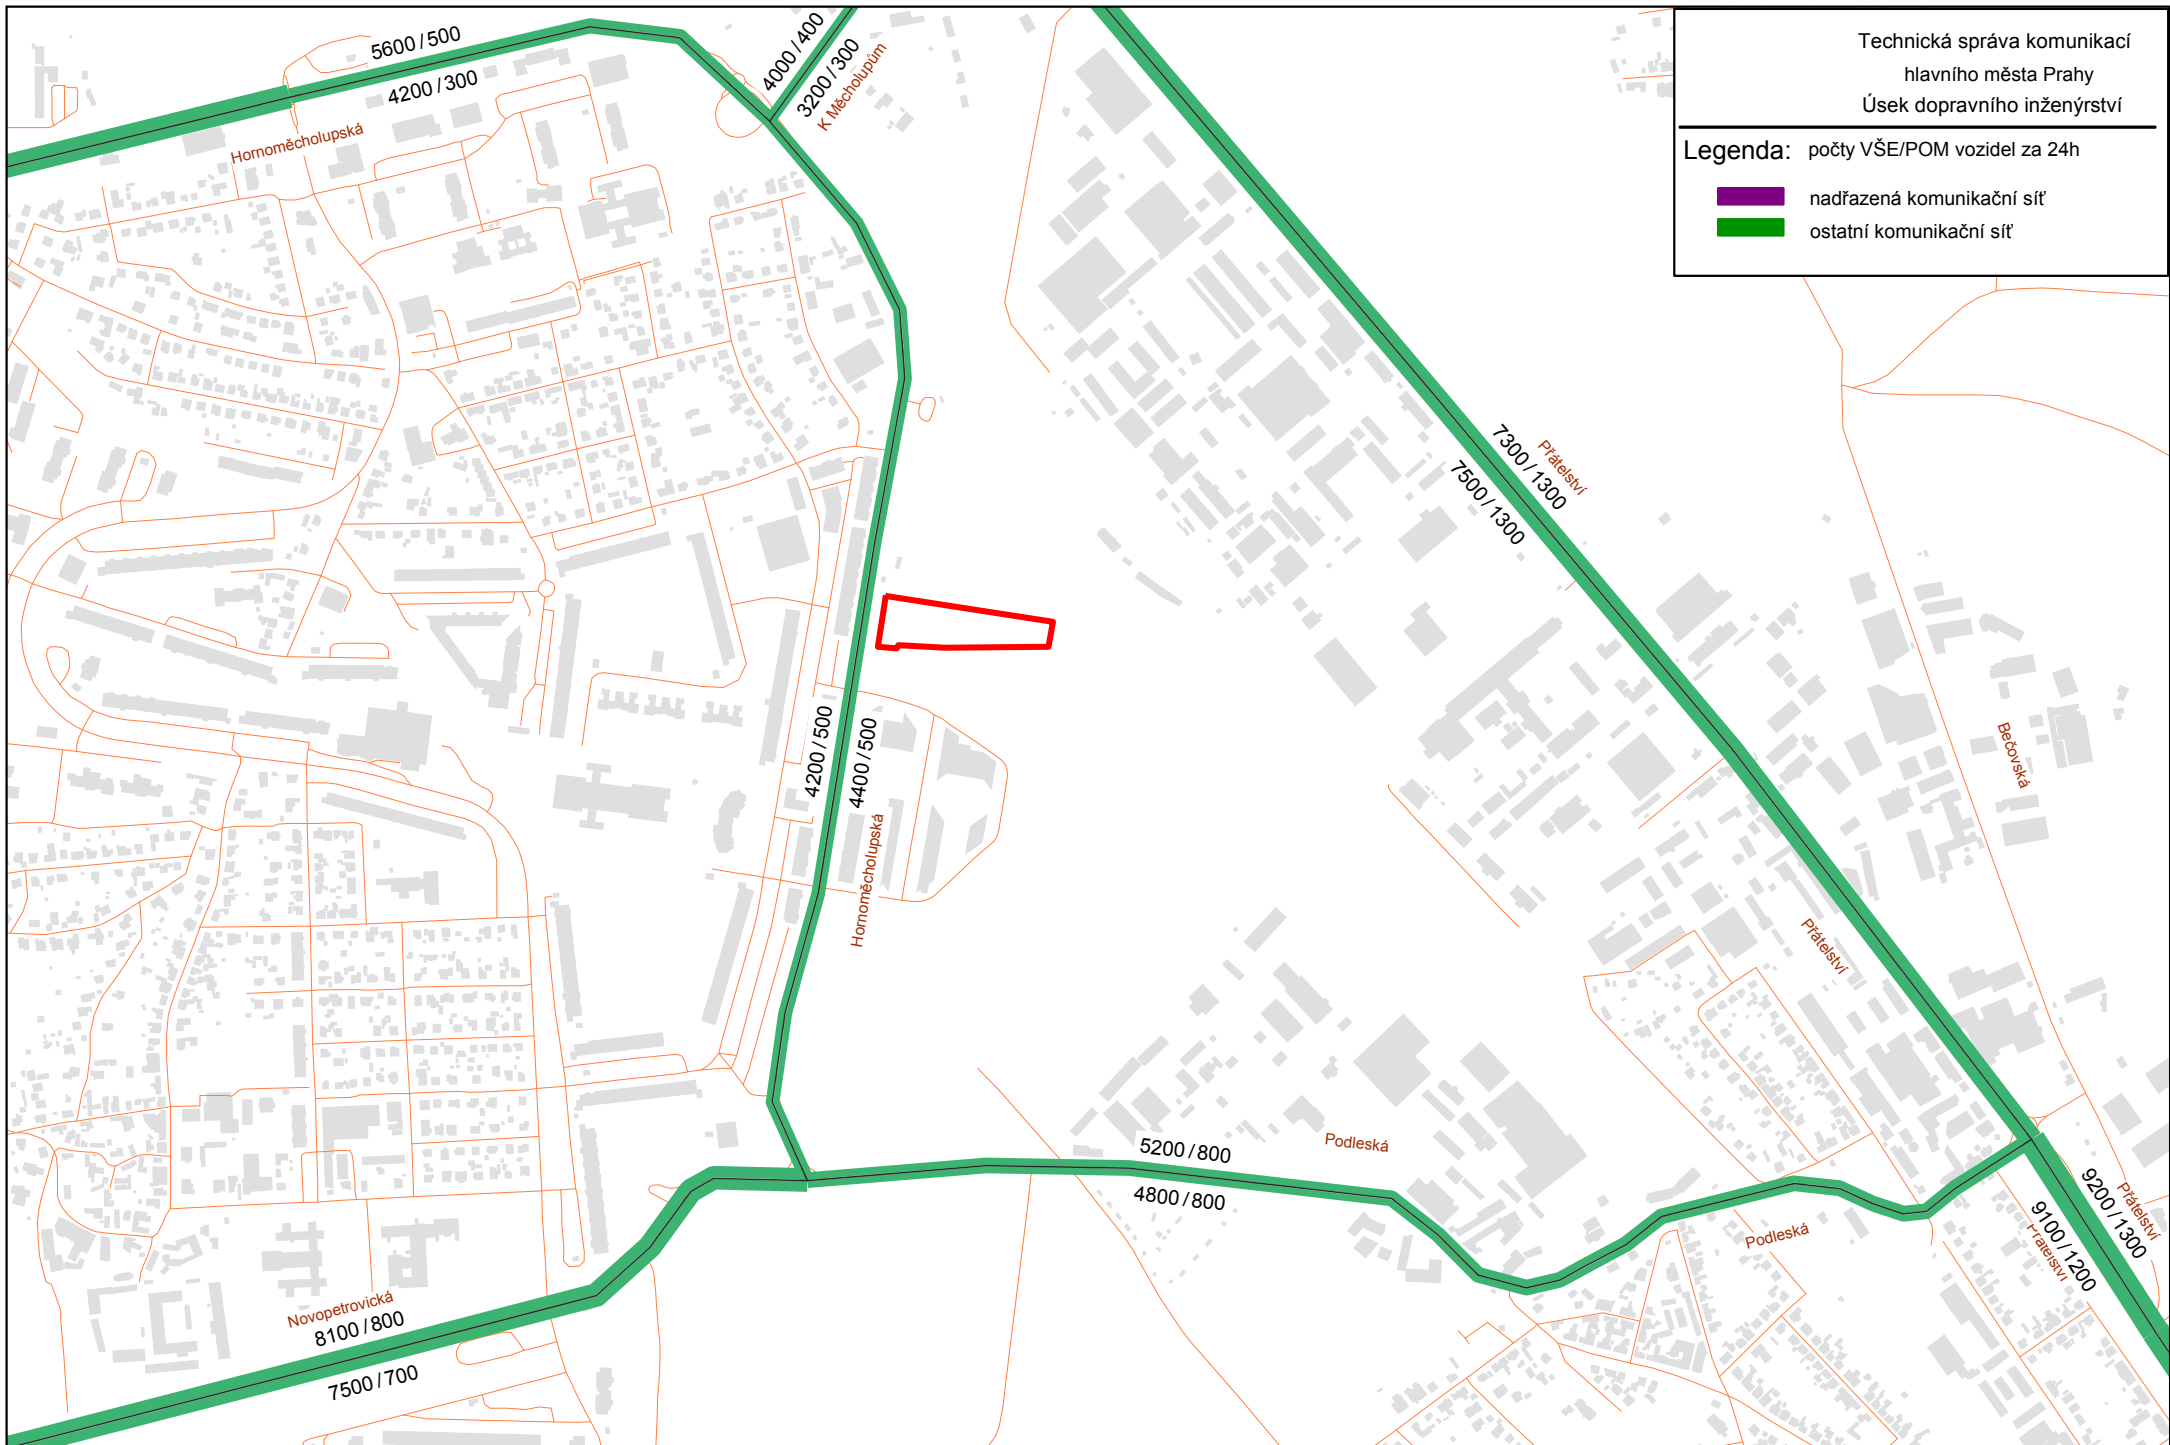 Technická správa komunikací
hlavního města Prahy
Úsek dopravního inženýrství
Legenda: počty VŠE/POM vozidel za 24h
nadřazená komunikační síť
ostatní komunikační síť
5600/500
4200/300
Hornoměcholupská
4000/400
3200/300
K Měcholupům
7300/1300
7500/1300
Přátelství
4200/500
4400/500
Hornoměcholupská
Bečovská
Přátelství
5200/800
4800/800
Podleská
Podleská
9200/1300
9100/1200
Přátelství
Přátelství
Novopetrovická
8100/800
7500/700